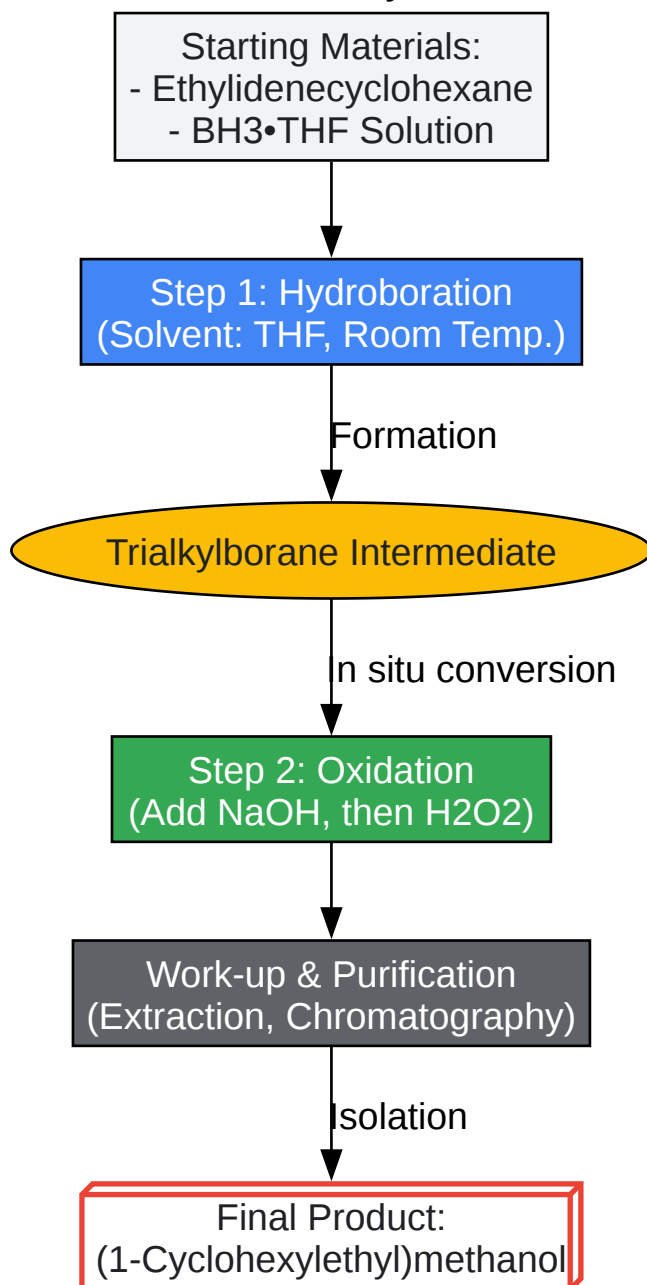 Starting Materials:
- Ethylidenecyclohexane
- BH3•THF Solution
Step 1: Hydroboration
(Solvent: THF, Room Temp.)
Formation
Trialkylborane Intermediate
In situ conversion
Step 2: Oxidation
(Add NaOH, then H2O2)
Work-up & Purification
(Extraction, Chromatography)
Isolation
Final Product:
(1-Cyclohexylethyl)methanol